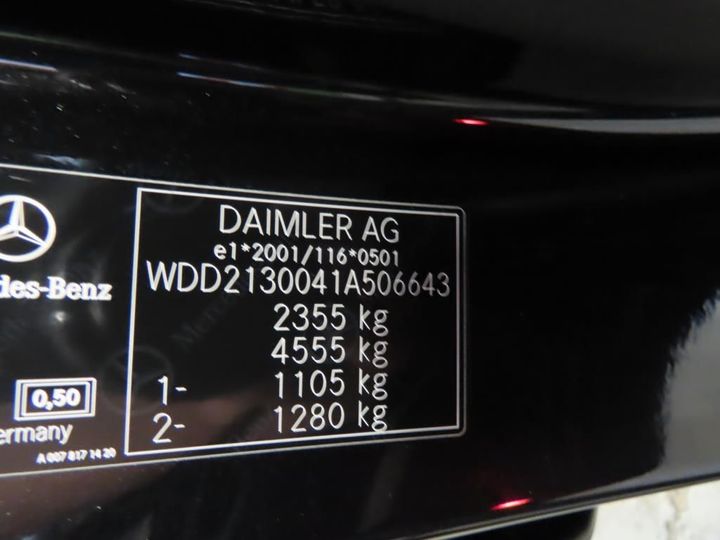 DAIMLER AG
e1*2001/116*0501
WDD2130041A506643
2355 kg
4555 kg
1- 1105 kg
2- 1280 kg
des-Benz
0,50
ermany
A 007 817 14 20